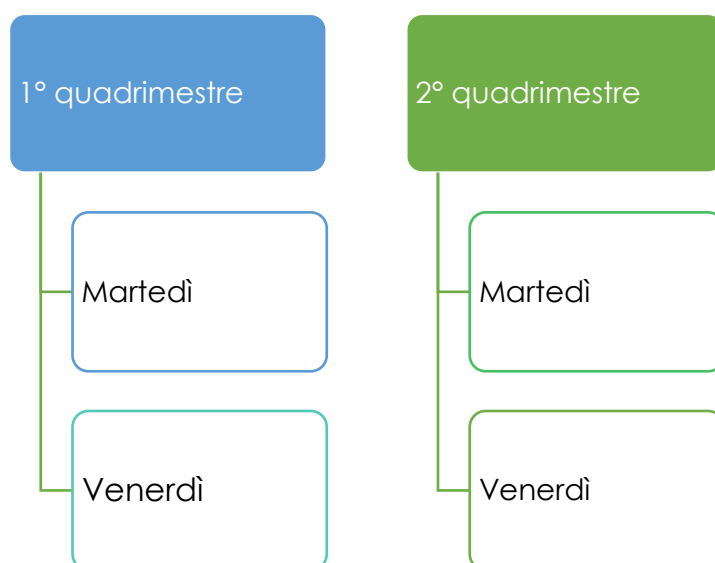 1° quadrimestre
Martedì
Venerdì
2° quadrimestre
Martedì
Venerdì